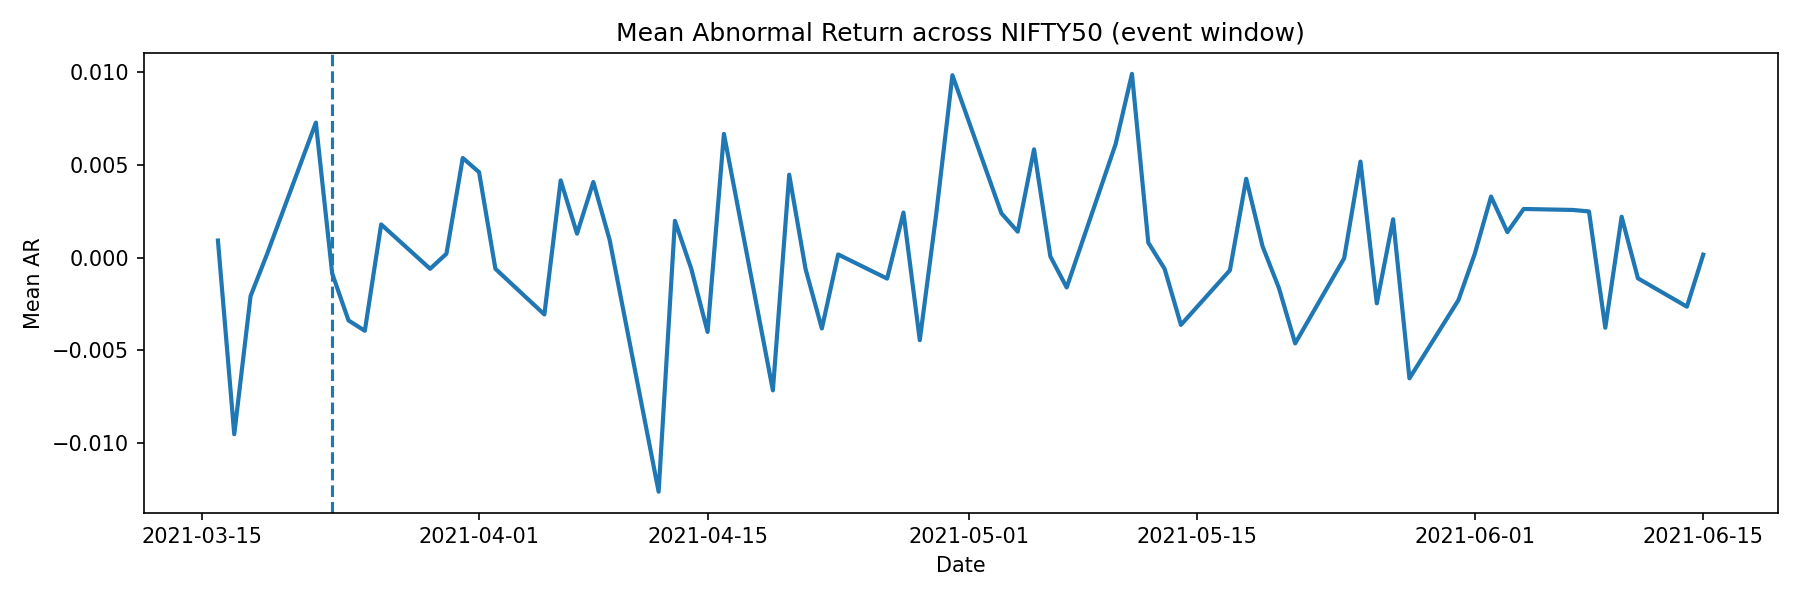 Mean Abnormal Return across NIFTY50 (event window)
Mean AR
0.010
0.005
0.000
−0.005
−0.010
2021-03-15 2021-04-01 2021-04-15 2021-05-01 2021-05-15 2021-06-01 2021-06-15
Date